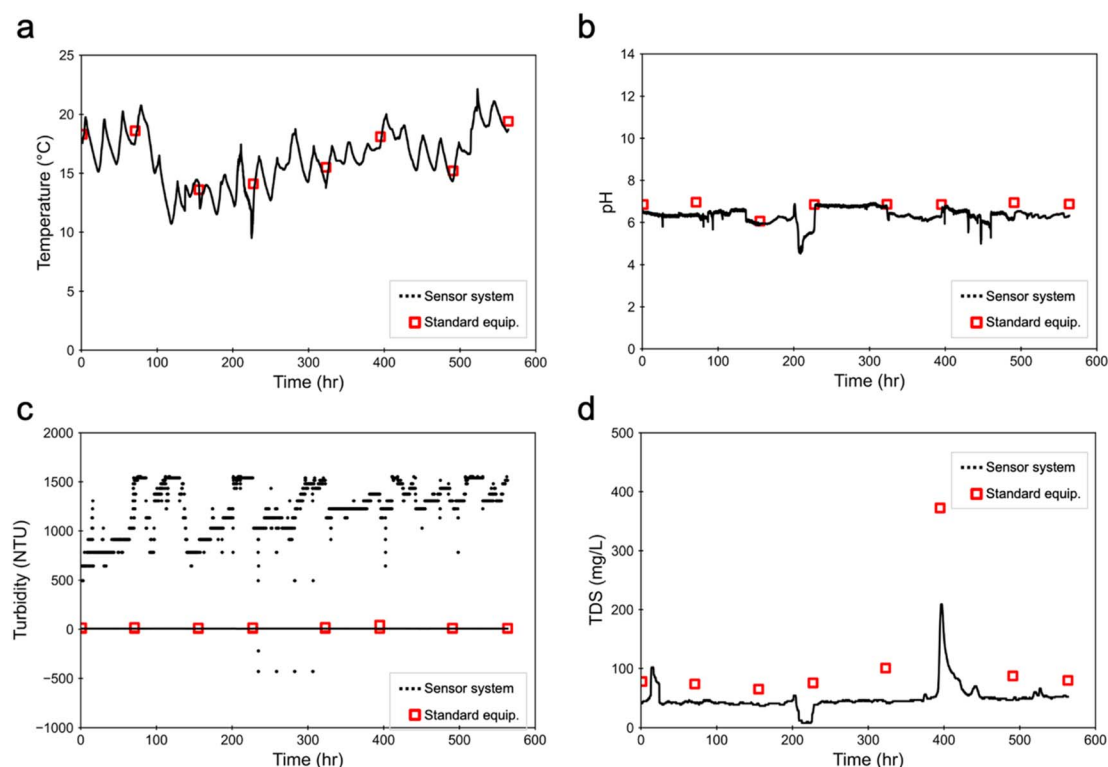 a
25
20
15
10
5
0
Temperature (°C)
0 100 200 300 400 500 600
Time (hr)
Sensor system
Standard equip.
b
14
12
10
8
6
4
2
0
pH
0 100 200 300 400 500 600
Time (hr)
Sensor system
Standard equip.
c
2000
1500
1000
500
0
−500
−1000
Turbidity (NTU)
0 100 200 300 400 500 600
Time (hr)
Sensor system
Standard equip.
d
500
400
300
200
100
0
TDS (mg/L)
0 100 200 300 400 500 600
Time (hr)
Sensor system
Standard equip.